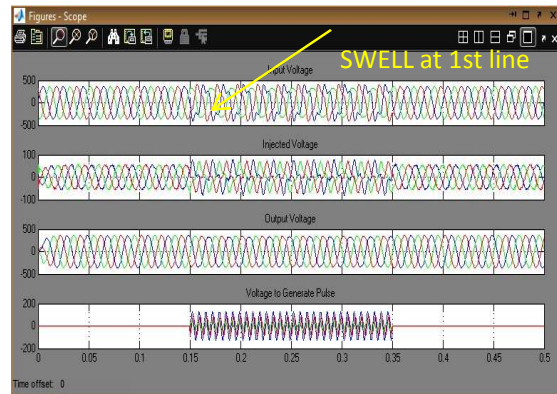 Figures - Scope
SWELL at 1st line
Input Voltage
500
0
-500
Injected Voltage
100
0
-100
Output Voltage
500
0
-500
Voltage to Generate Pulse
200
0
-200
0 0.05 0.1 0.15 0.2 0.25 0.3 0.35 0.4 0.45 0.5
Time offset: 0